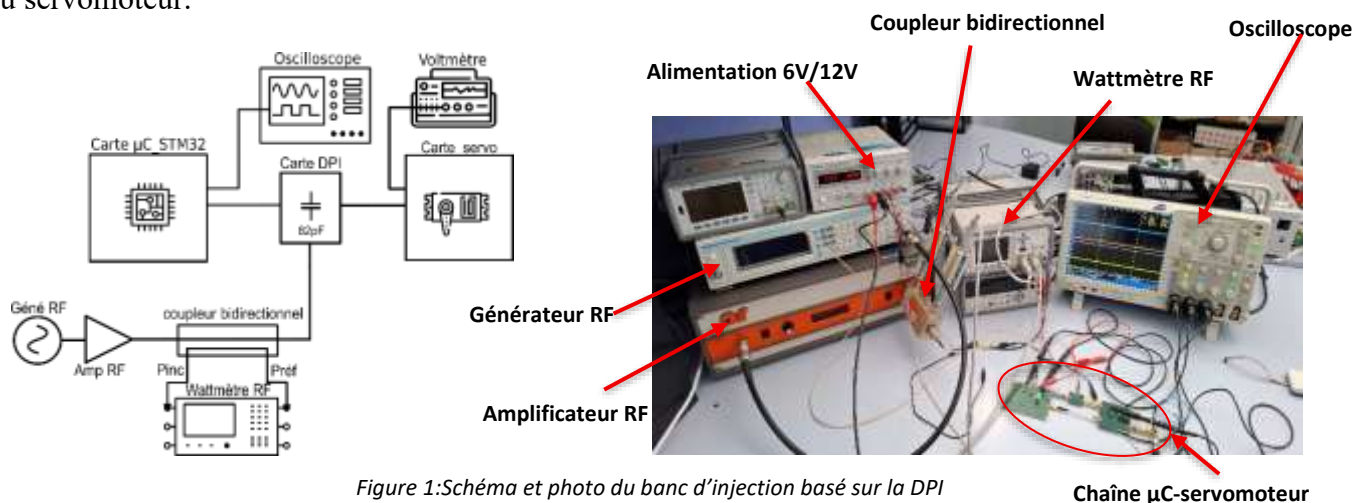 u servomoteur.
Oscilloscope
Voltmètre
Carte µC_STM32
Carte DPI
Carte servo
82pF
Géné RF
coupleur bidirectionnel
Amp RF
Pinc
Préf
Wattmètre RF
Coupleur bidirectionnel
Oscilloscope
Alimentation 6V/12V
Wattmètre RF
Générateur RF
Amplificateur RF
Chaîne µC-servomoteur
Figure 1:Schéma et photo du banc d’injection basé sur la DPI